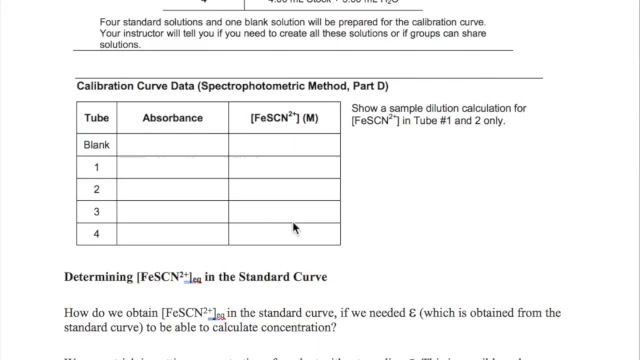 Four standard solutions and one blank solution will be prepared for the calibration curve.
Your instructor will tell you if you need to create all these solutions or if groups can share
solutions.
Calibration Curve Data (Spectrophotometric Method, Part D)
Tube Absorbance [FeSCN²⁺] (M)
Blank
1
2
3
4
Show a sample dilution calculation for
[FeSCN²⁺] in Tube #1 and 2 only.
Determining [FeSCN²⁺]eq in the Standard Curve
How do we obtain [FeSCN²⁺]eq in the standard curve, if we needed ε (which is obtained from the
standard curve) to be able to calculate concentration?